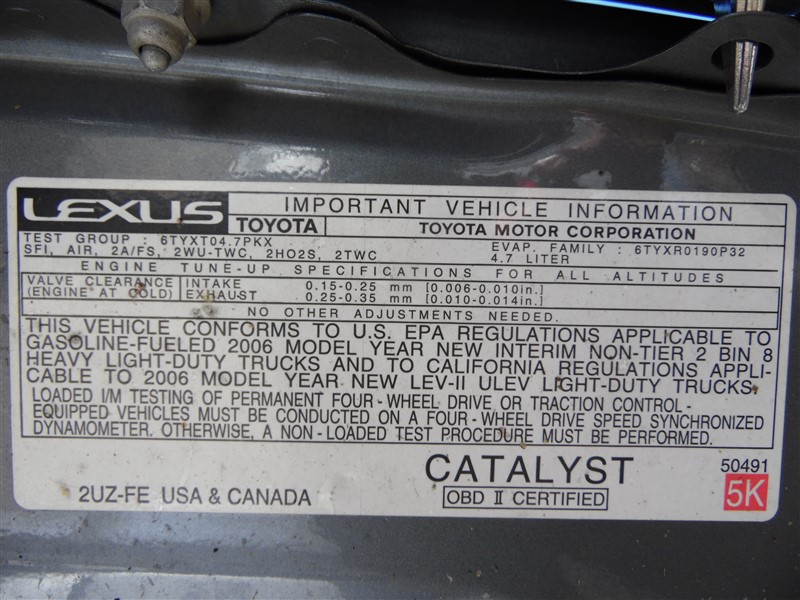 LEXUS IMPORTANT VEHICLE INFORMATION
TOYOTA TOYOTA MOTOR CORPORATION
TEST GROUP : 6TYXT04.7PKX EVAP. FAMILY : 6TYXR0190P32
SFI, AIR, 2A/FS, 2WU-TWC, 2HO2S, 2TWC 4.7 LITER
ENGINE TUNE-UP SPECIFICATIONS FOR ALL ALTITUDES
VALVE CLEARANCE INTAKE 0.15-0.25 mm [0.006-0.010in.]
(ENGINE AT COLD) EXHAUST 0.25-0.35 mm [0.010-0.014in.]
NO OTHER ADJUSTMENTS NEEDED.
THIS VEHICLE CONFORMS TO U.S. EPA REGULATIONS APPLICABLE TO
GASOLINE-FUELED 2006 MODEL YEAR NEW INTERIM NON-TIER 2 BIN 8
HEAVY LIGHT-DUTY TRUCKS AND TO CALIFORNIA REGULATIONS APPLI-
CABLE TO 2006 MODEL YEAR NEW LEV-II ULEV LIGHT-DUTY TRUCKS.
LOADED I/M TESTING OF PERMANENT FOUR-WHEEL DRIVE OR TRACTION CONTROL-
EQUIPPED VEHICLES MUST BE CONDUCTED ON A FOUR-WHEEL DRIVE SPEED SYNCHRONIZED
DYNAMOMETER. OTHERWISE, A NON-LOADED TEST PROCEDURE MUST BE PERFORMED.
CATALYST 50491
2UZ-FE USA & CANADA OBD II CERTIFIED 5K